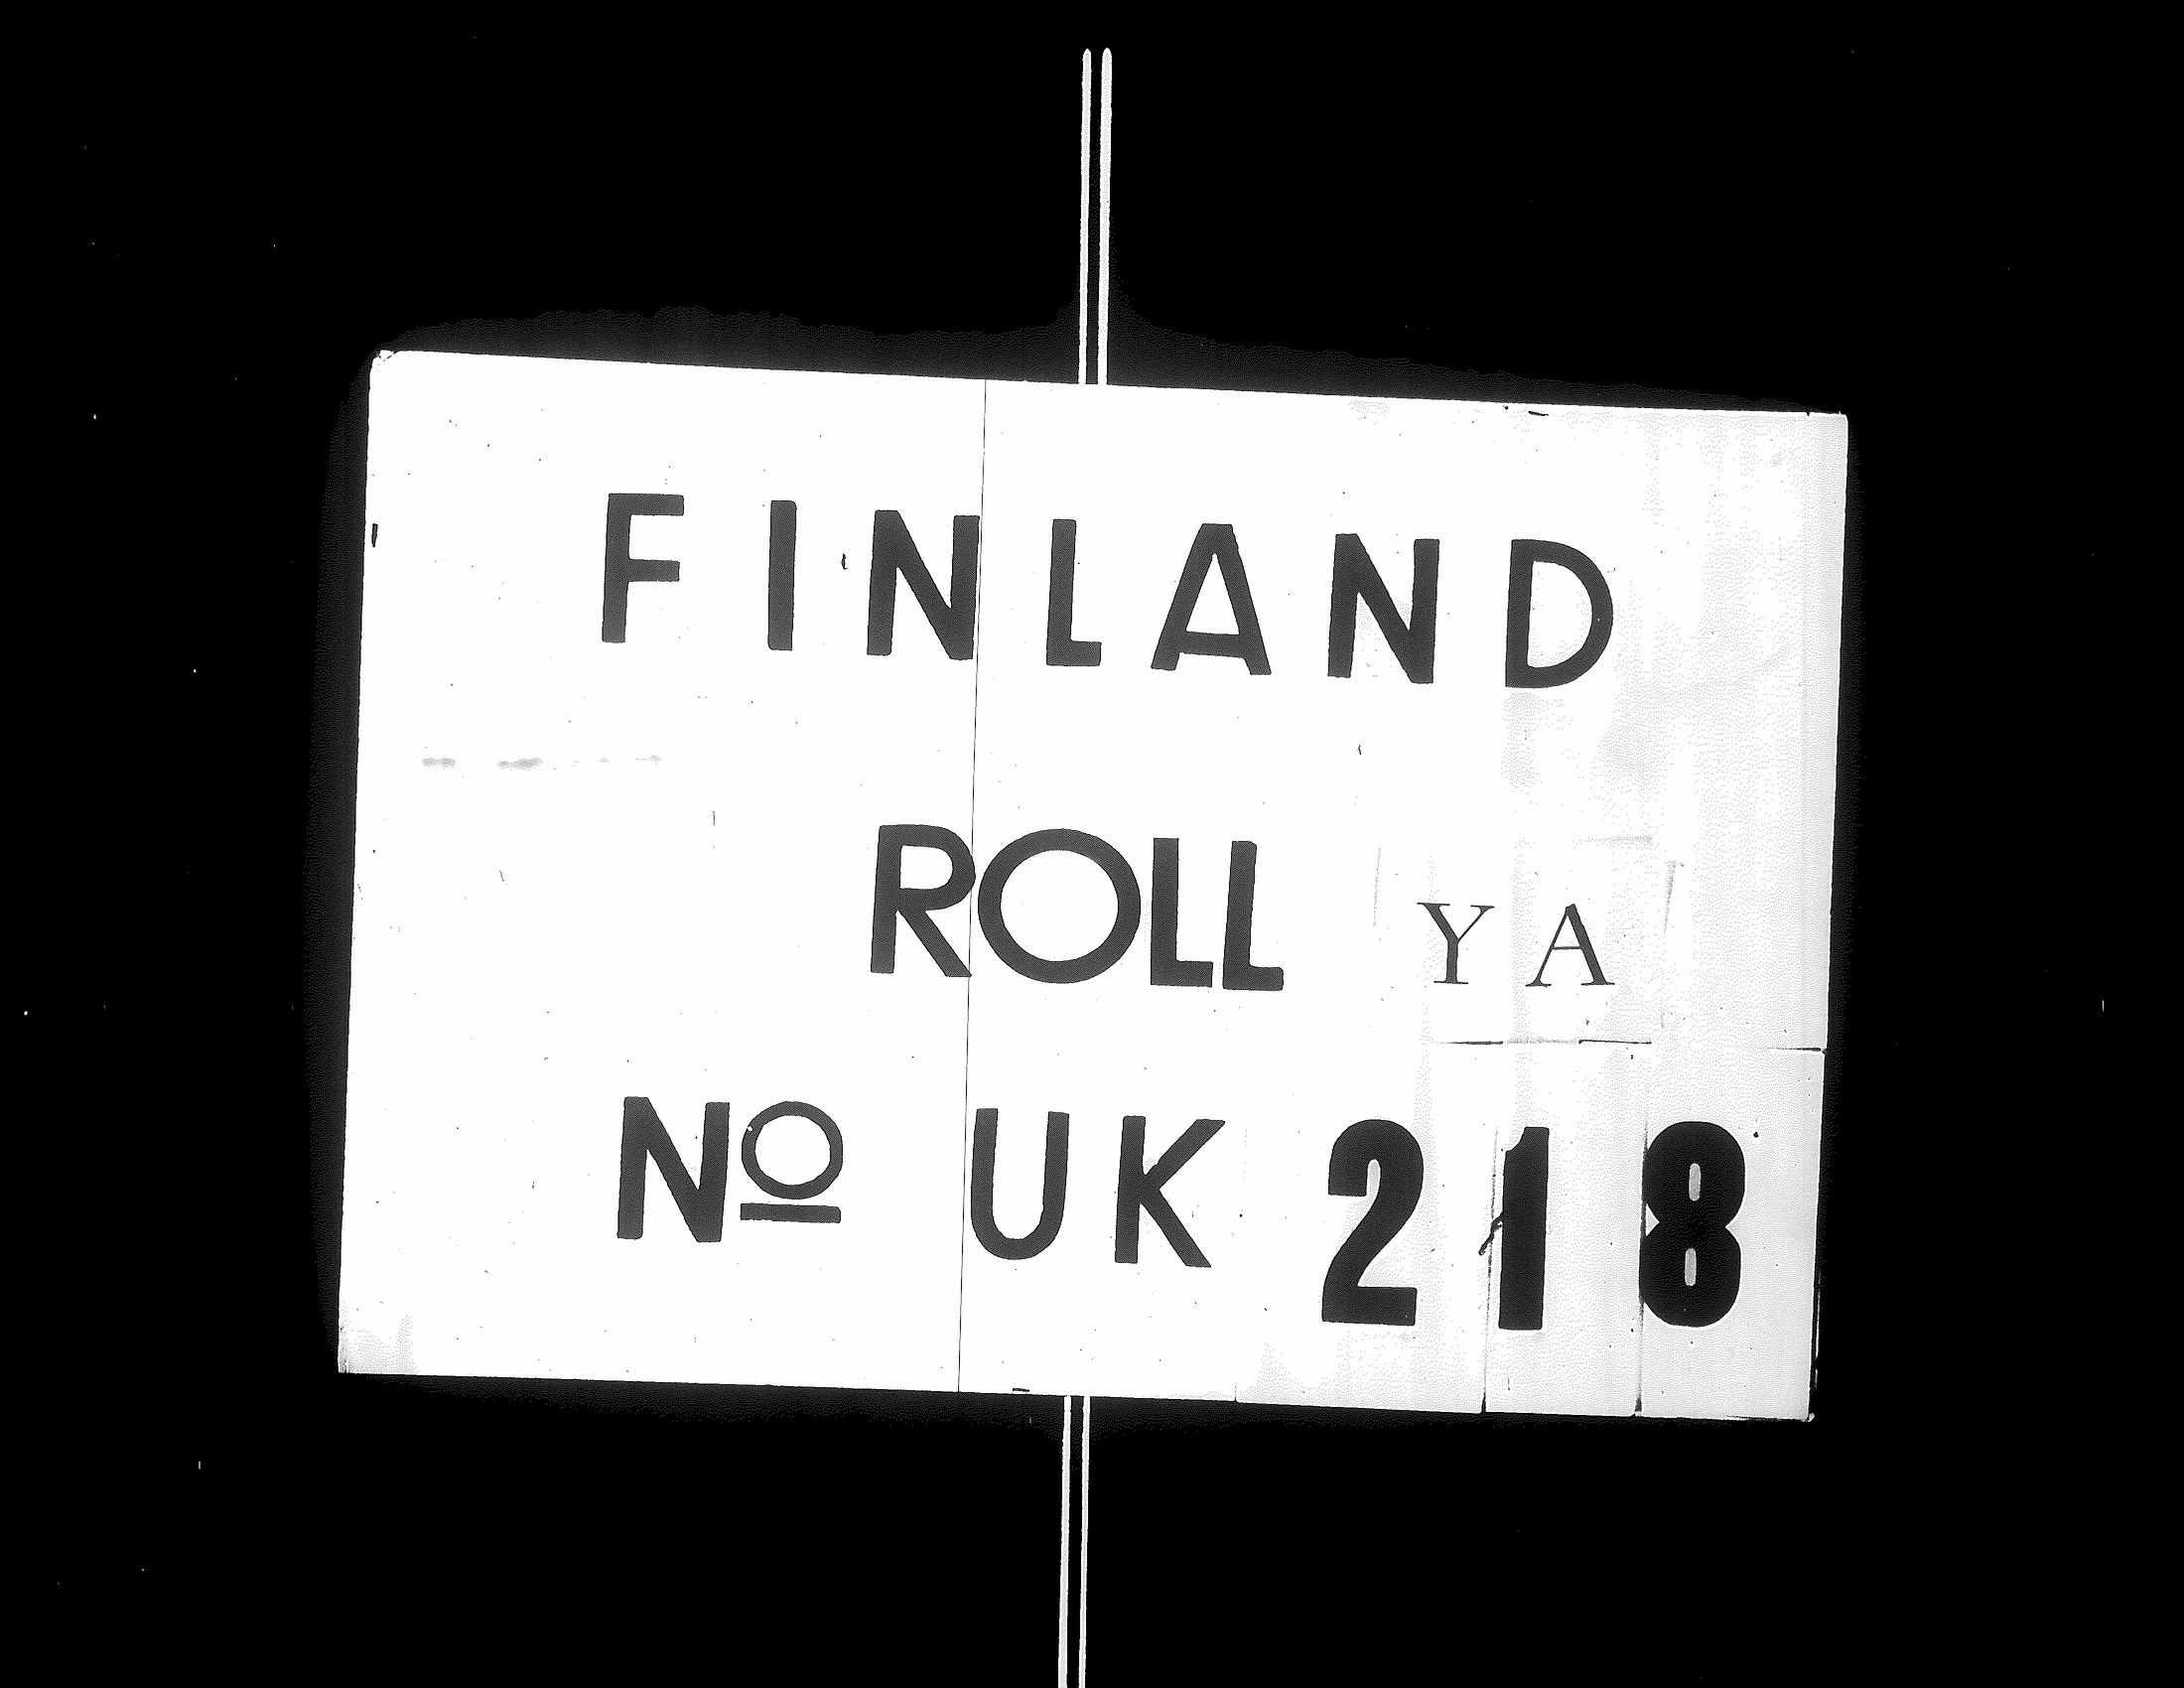 FINLAND
ROLL YA
Nº UK 218